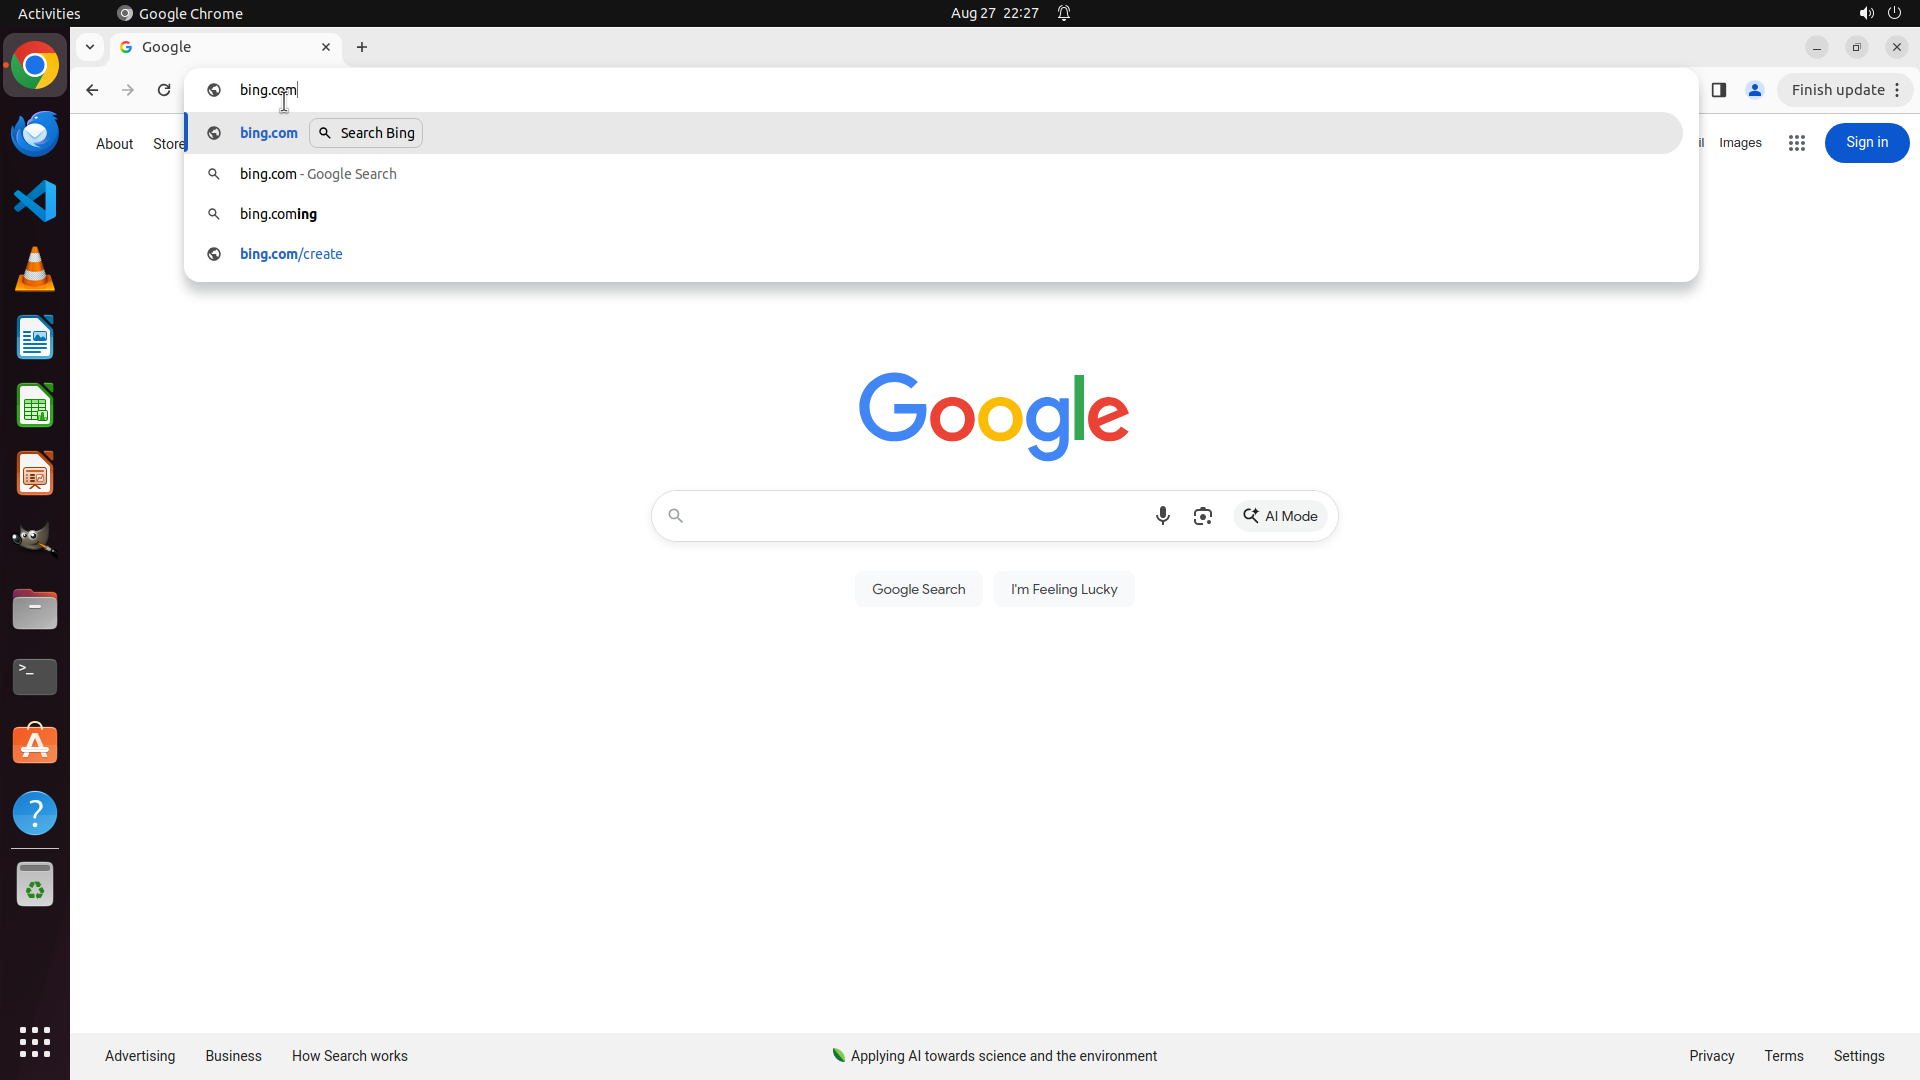 Activities
Google Chrome
Aug 27 22:27
Google
bing.com
Finish update
bing.com
Search Bing
bing.com - Google Search
bing.coming
bing.com/create
About
Store
il
Images
Sign in
Google
AI Mode
Google Search
I'm Feeling Lucky
Advertising
Business
How Search works
Applying AI towards science and the environment
Privacy
Terms
Settings